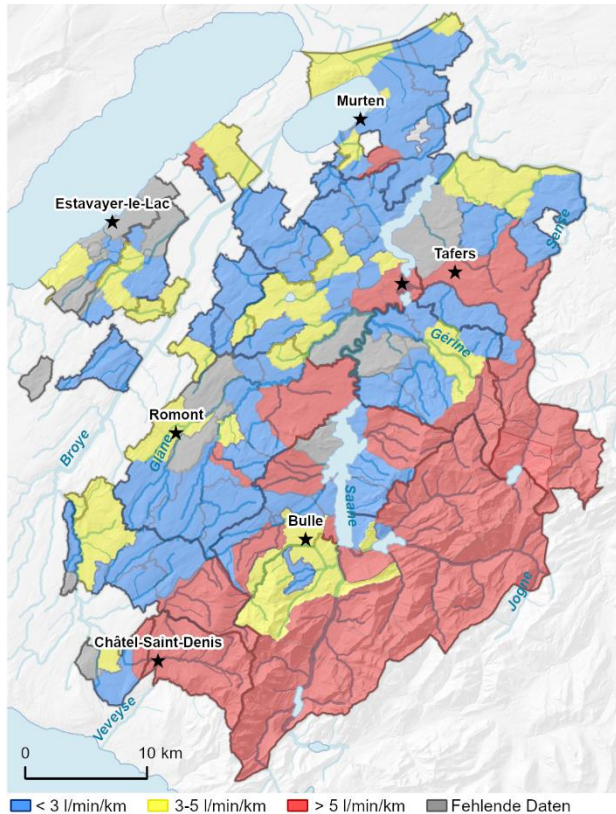 Murten
Estavayer-le-Lac
Sense
Tafers
Gerine
Romont
Broye
Glâne
Saane
Bulle
Jogne
Châtel-Saint-Denis
Veveyse
0 10 km
< 3 l/min/km 3-5 l/min/km > 5 l/min/km Fehlende Daten